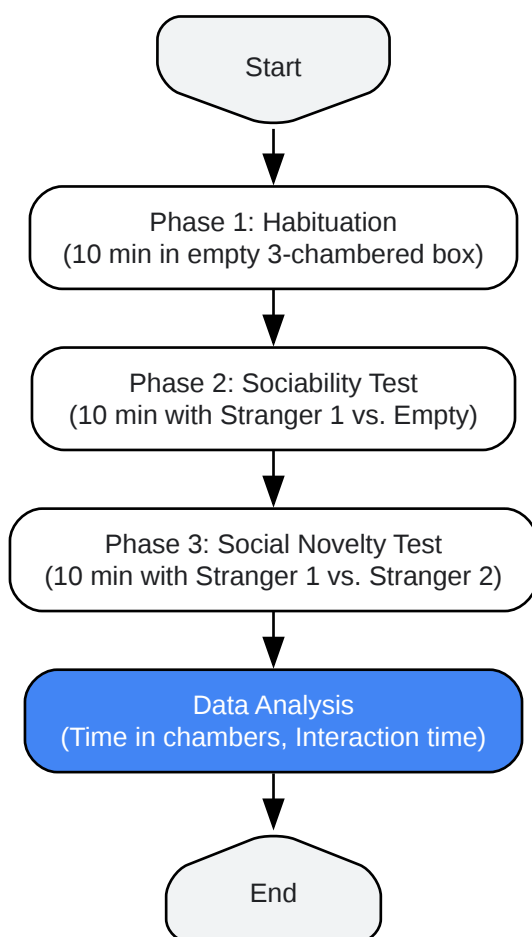 Start
Phase 1: Habituation
(10 min in empty 3-chambered box)
Phase 2: Sociability Test
(10 min with Stranger 1 vs. Empty)
Phase 3: Social Novelty Test
(10 min with Stranger 1 vs. Stranger 2)
Data Analysis
(Time in chambers, Interaction time)
End